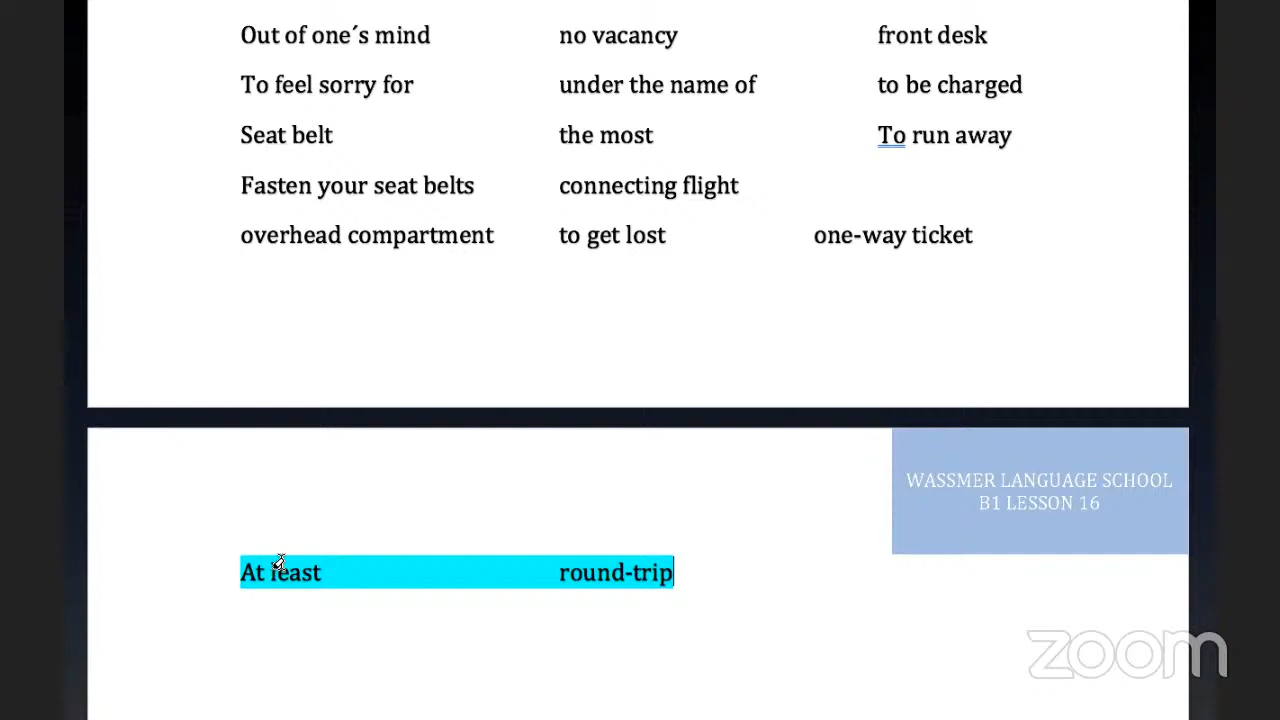 Out of one´s mind no vacancy front desk
To feel sorry for under the name of to be charged
Seat belt the most To run away
Fasten your seat belts connecting flight
overhead compartment to get lost one-way ticket
WASSMER LANGUAGE SCHOOL
B1 LESSON 16
At least round-trip
zoom